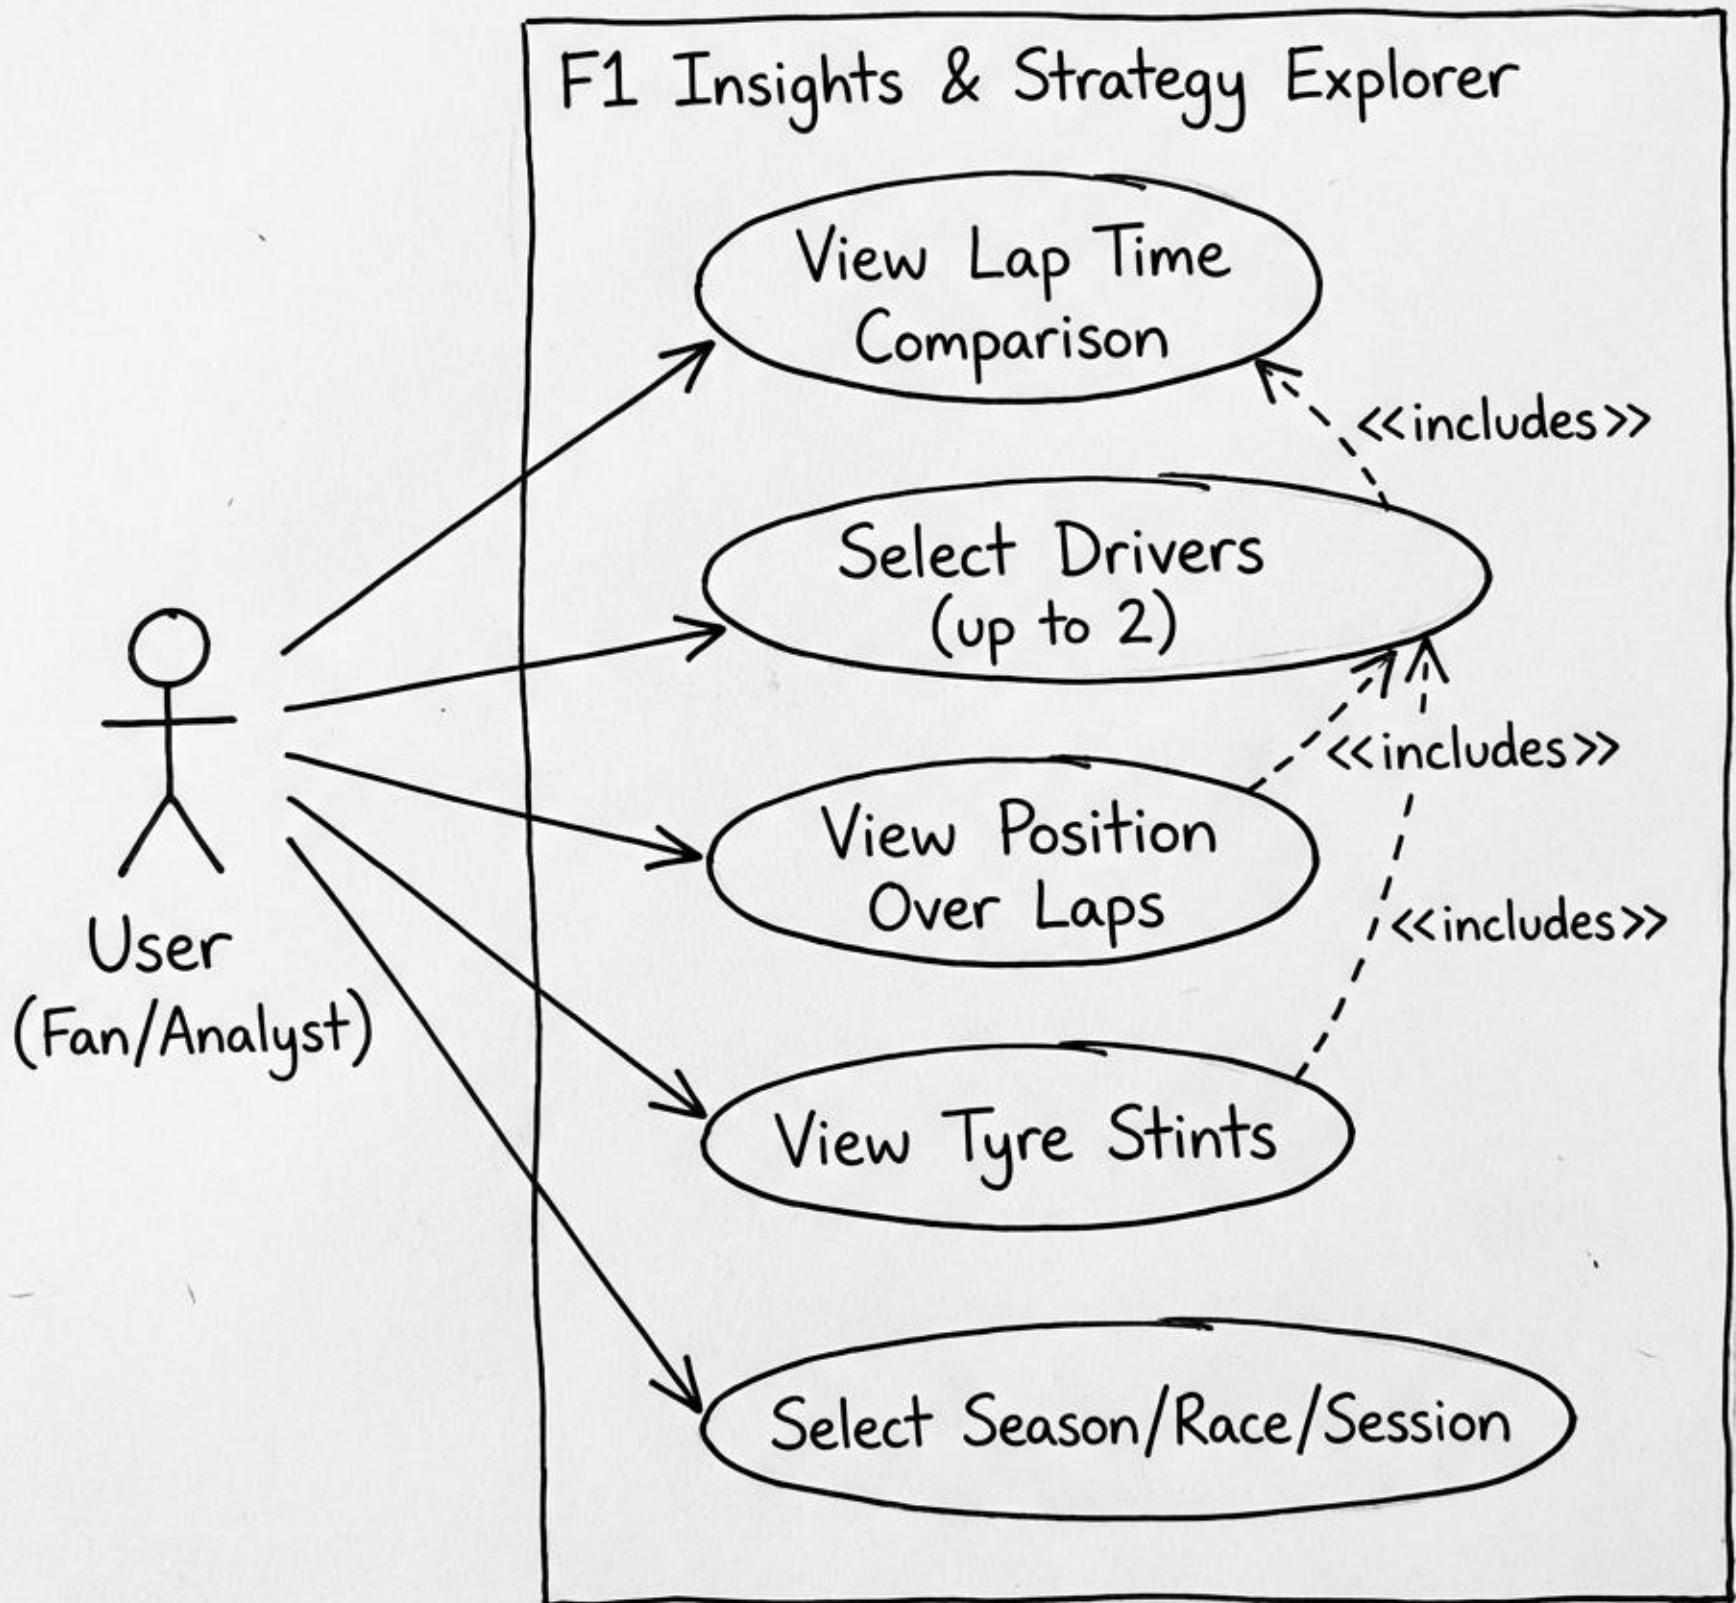 F1 Insights & Strategy Explorer
View Lap Time
Comparison
<<includes>>
Select Drivers
(up to 2)
<<includes>>
View Position
Over Laps
<<includes>>
User
(Fan/Analyst)
View Tyre Stints
Select Season/Race/Session